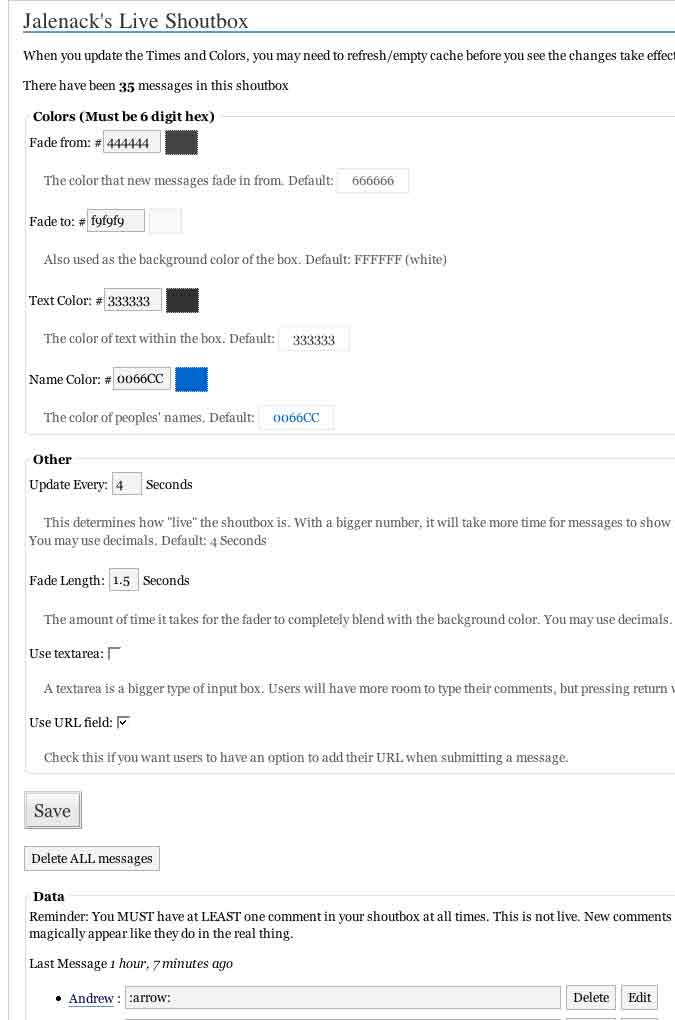 Jalenack's Live Shoutbox
When you update the Times and Colors, you may need to refresh/empty cache before you see the changes take effect
There have been 35 messages in this shoutbox
Colors (Must be 6 digit hex)
Fade from: # 444444
The color that new messages fade in from. Default: 666666
Fade to: # f9f9f9
Also used as the background color of the box. Default: FFFFFF (white)
Text Color: # 333333
The color of text within the box. Default: 333333
Name Color: # 0066CC
The color of peoples' names. Default: 0066CC
Other
Update Every: 4 Seconds
This determines how "live" the shoutbox is. With a bigger number, it will take more time for messages to show
You may use decimals. Default: 4 Seconds
Fade Length: 1.5 Seconds
The amount of time it takes for the fader to completely blend with the background color. You may use decimals.
Use textarea:
A textarea is a bigger type of input box. Users will have more room to type their comments, but pressing return
Use URL field:
Check this if you want users to have an option to add their URL when submitting a message.
Save
Delete ALL messages
Data
Reminder: You MUST have at LEAST one comment in your shoutbox at all times. This is not live. New comments
magically appear like they do in the real thing.
Last Message 1 hour, 7 minutes ago
• Andrew : :arrow: Delete Edit